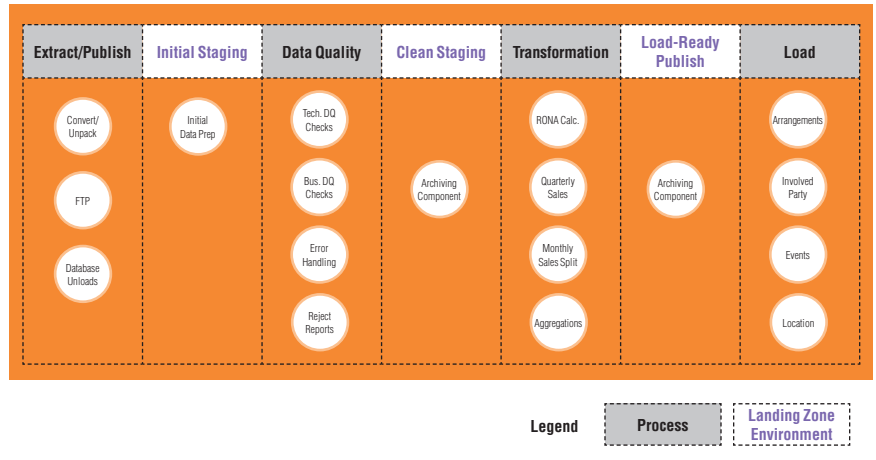 Extract/Publish
Initial Staging
Data Quality
Clean Staging
Transformation
Load-Ready
Publish
Load
Convert/
Unpack
FTP
Database
Unloads
Initial
Data Prep
Tech. DQ
Checks
Bus. DQ
Checks
Error
Handling
Reject
Reports
Archiving
Component
RONA Calc.
Quarterly
Sales
Monthly
Sales Split
Aggregations
Archiving
Component
Arrangements
Involved
Party
Events
Location
Legend
Process
Landing Zone
Environment